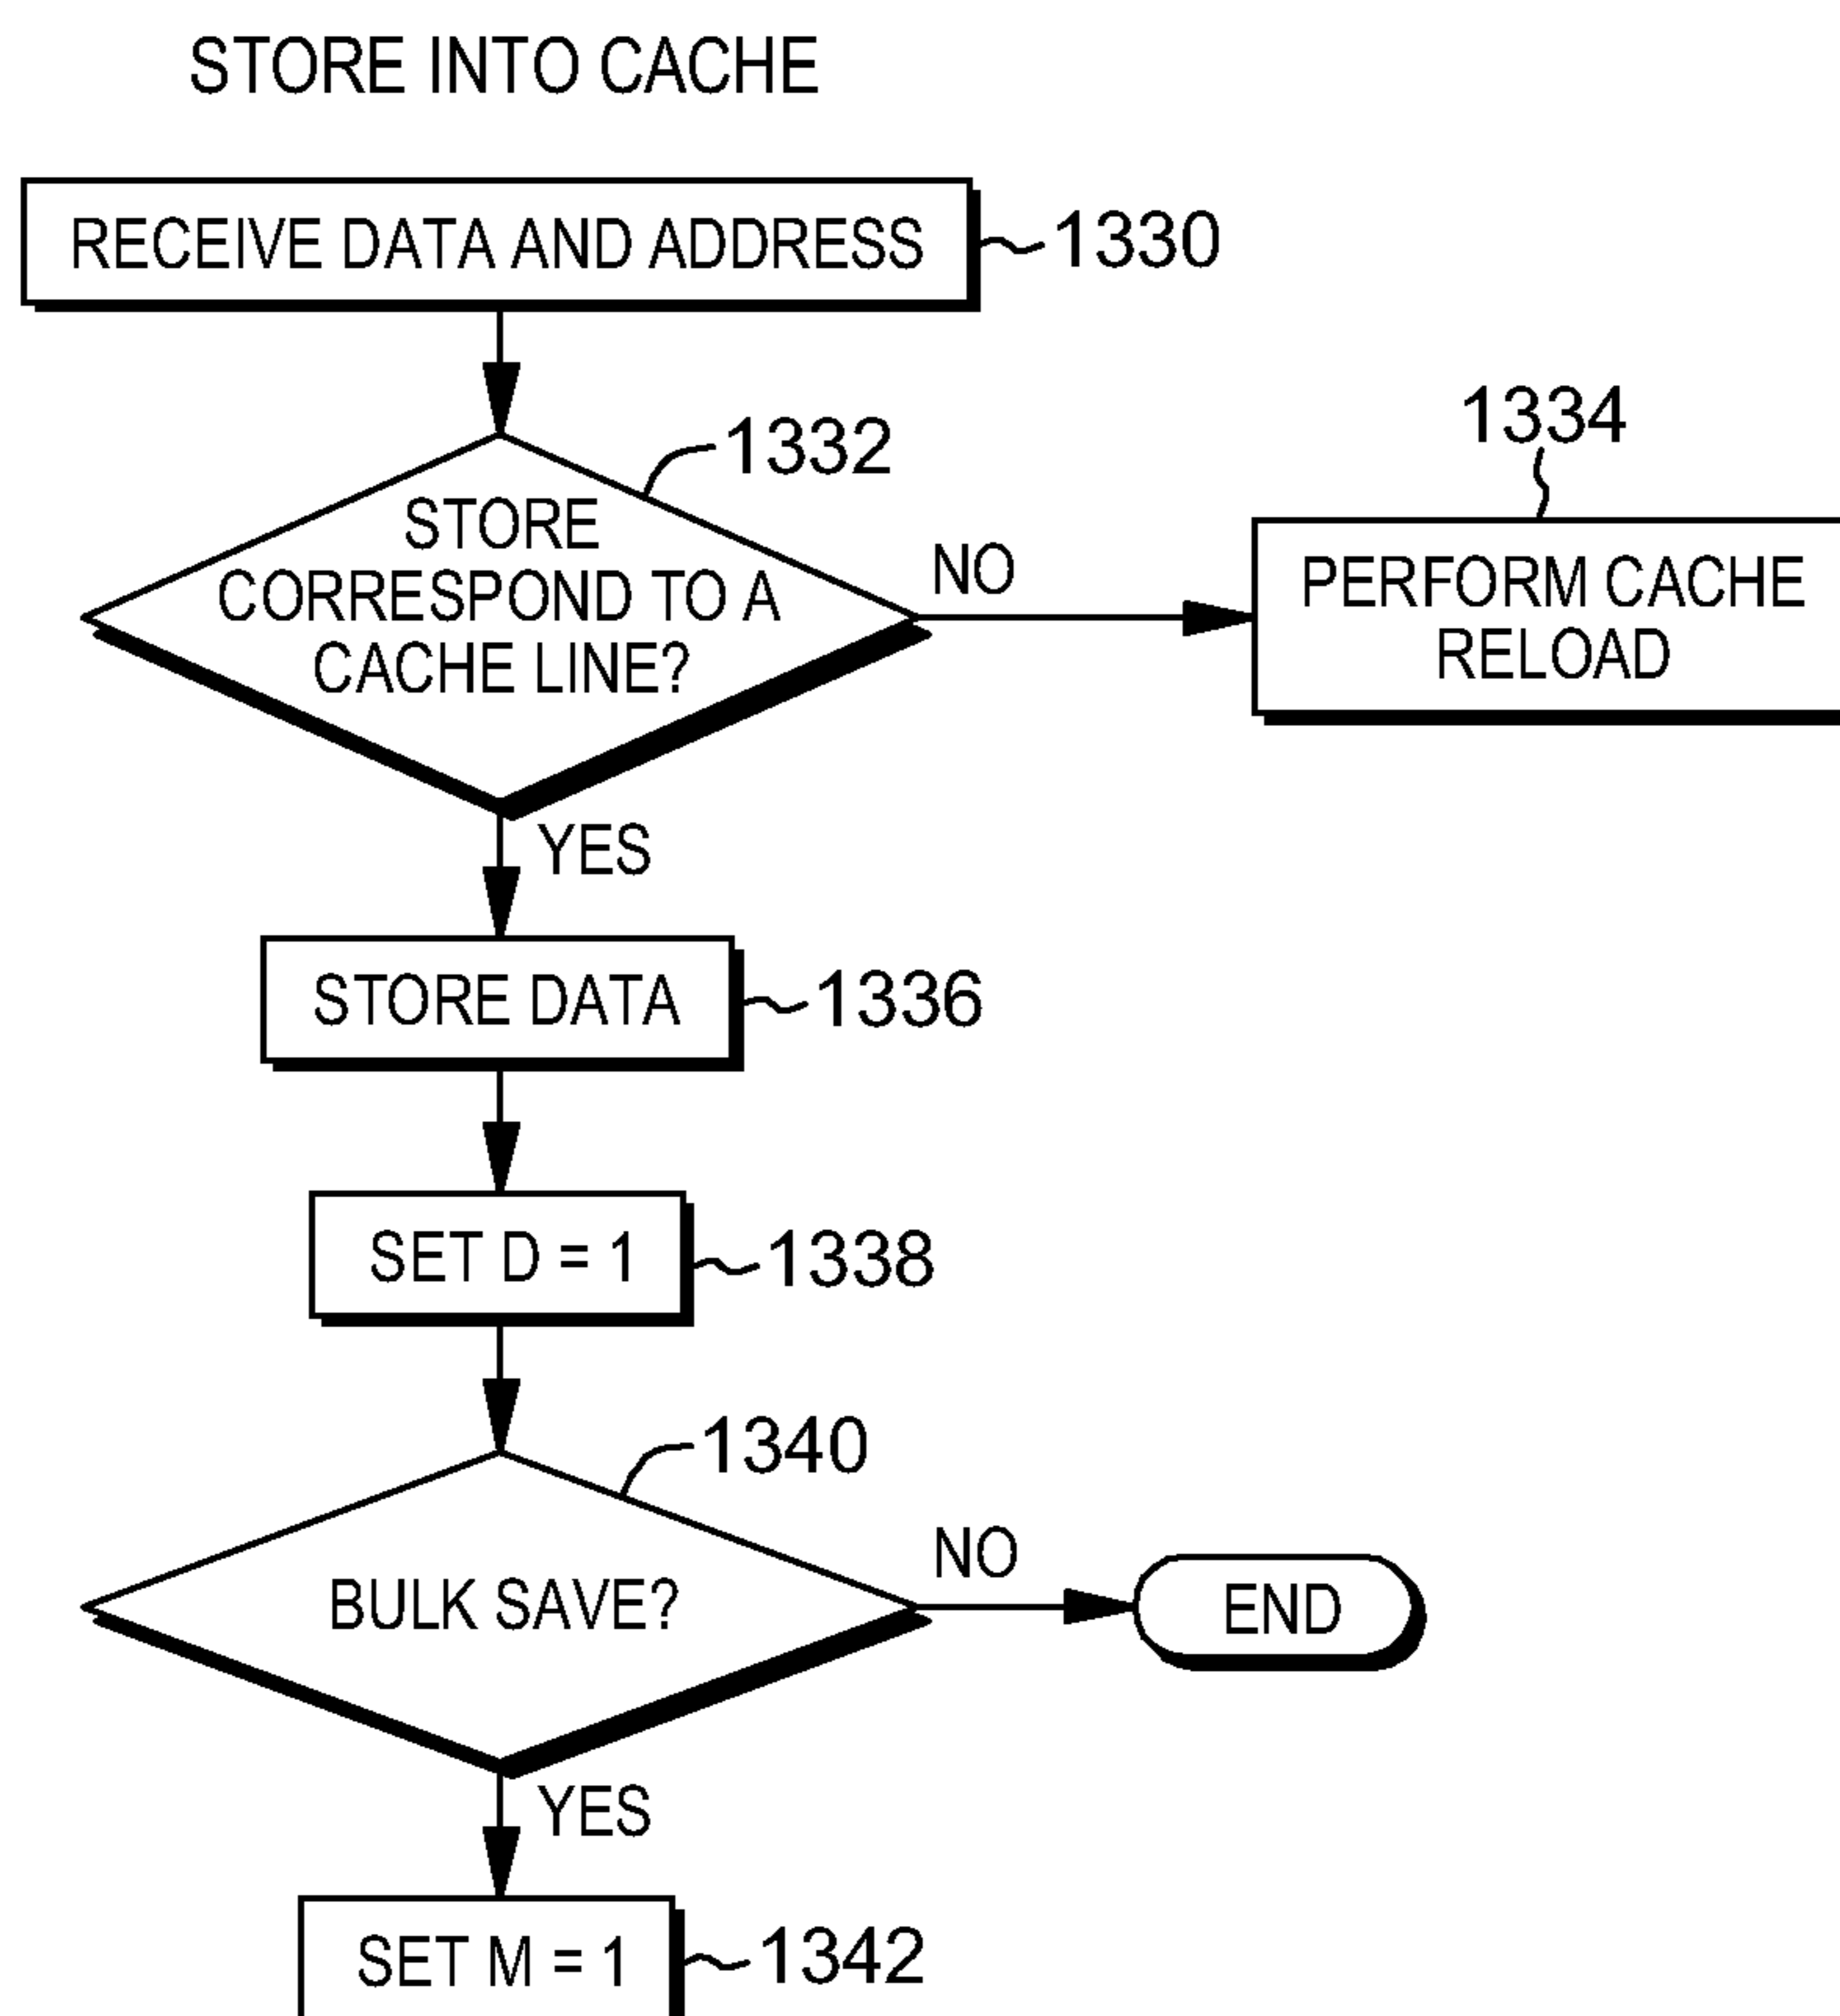 STORE INTO CACHE
RECEIVE DATA AND ADDRESS
1330
1332
STORE
CORRESPOND TO A
CACHE LINE?
NO
1334
PERFORM CACHE
RELOAD
YES
STORE DATA
1336
SET D = 1
1338
1340
BULK SAVE?
NO
END
YES
SET M = 1
1342